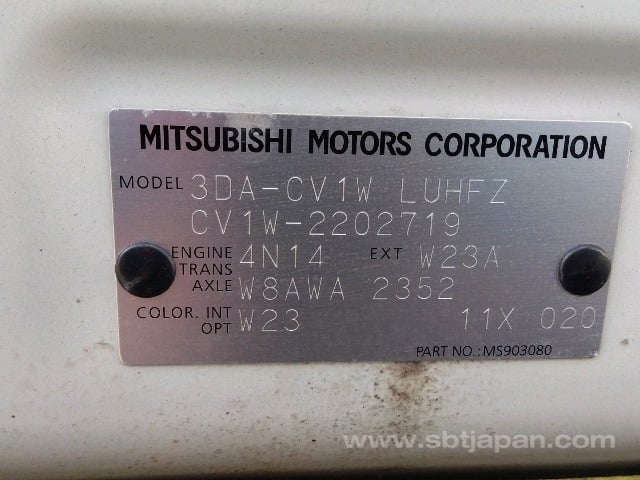 MITSUBISHI MOTORS CORPORATION
MODEL 3DA-CV1W LUHFZ
CV1W-2202719
ENGINE 4N14 EXT W23A
TRANS
AXLE W8AWA 2352
COLOR. INT
OPT W23 11X 020
PART NO.: MS903080
www.sbtjapan.com